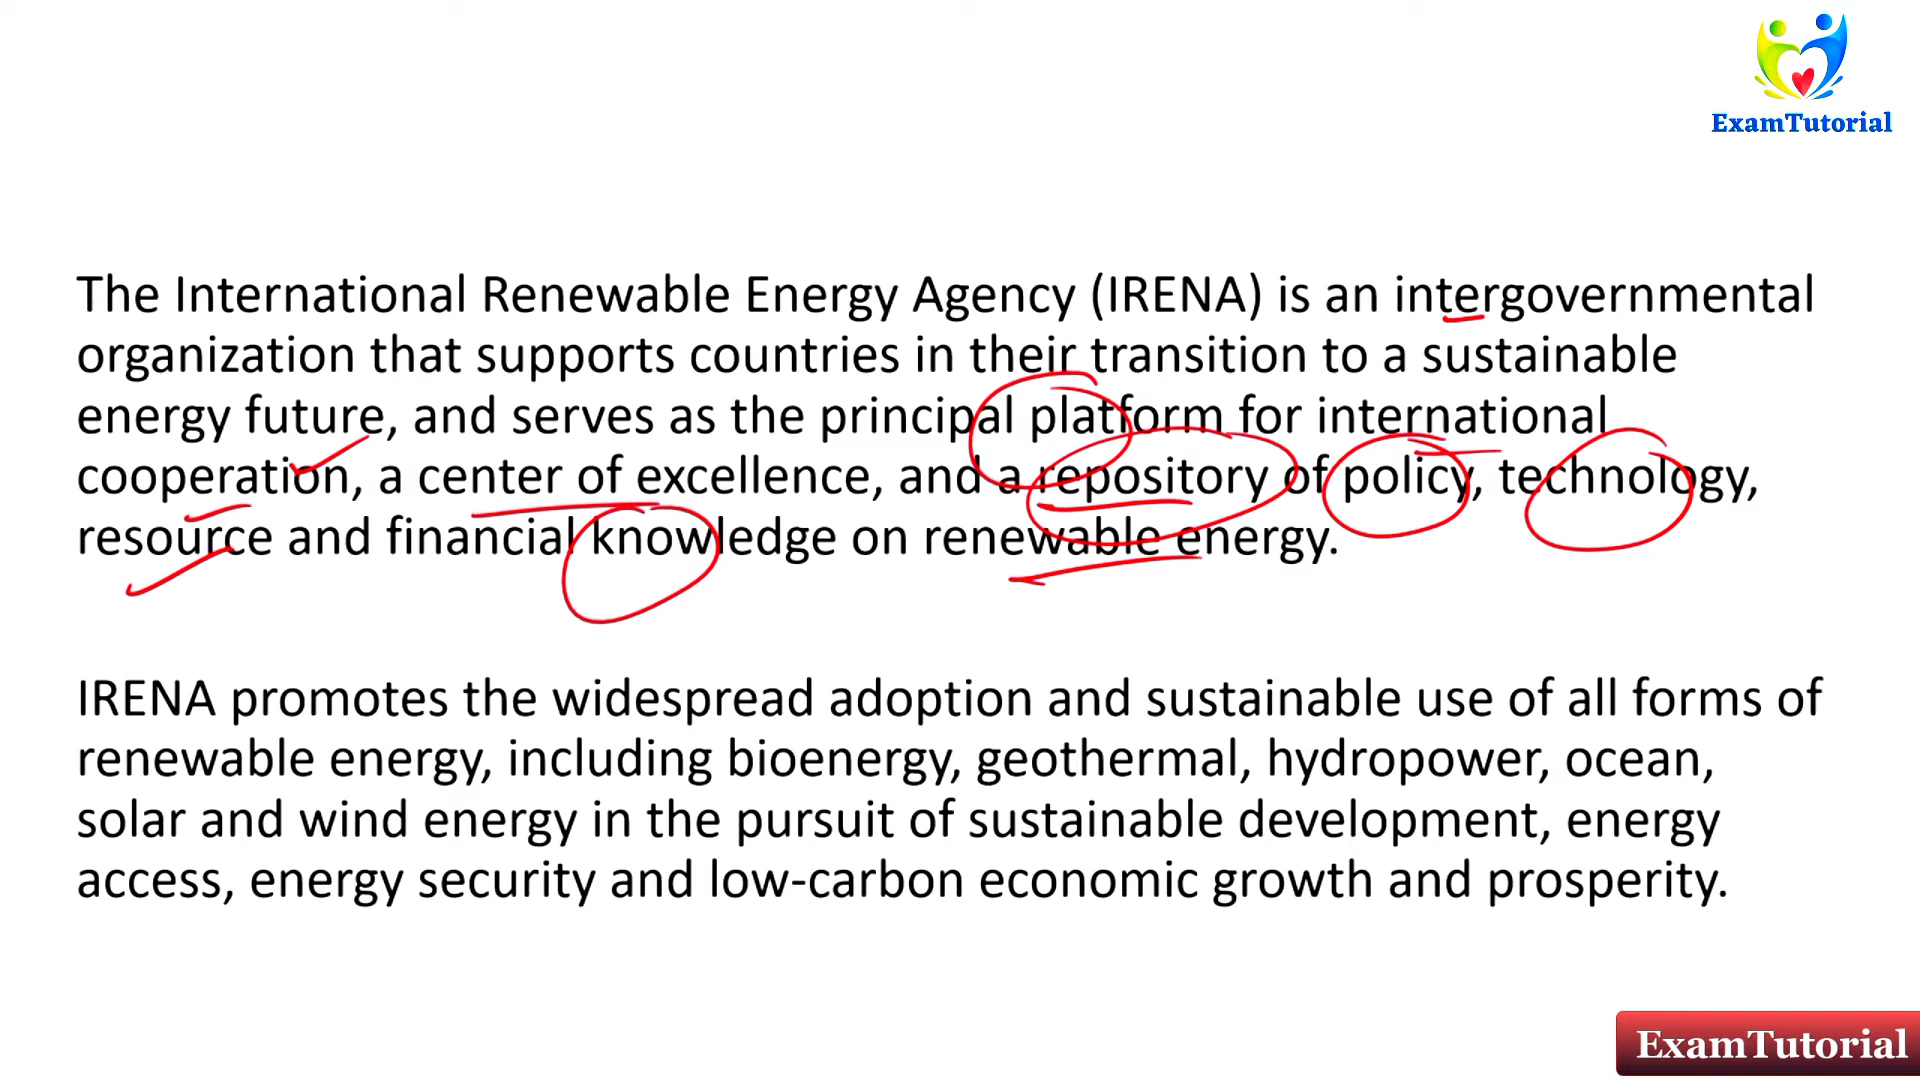 ExamTutorial
The International Renewable Energy Agency (IRENA) is an intergovernmental
organization that supports countries in their transition to a sustainable
energy future, and serves as the principal platform for international
cooperation, a center of excellence, and a repository of policy, technology,
resource and financial knowledge on renewable energy.
IRENA promotes the widespread adoption and sustainable use of all forms of
renewable energy, including bioenergy, geothermal, hydropower, ocean,
solar and wind energy in the pursuit of sustainable development, energy
access, energy security and low-carbon economic growth and prosperity.
ExamTutorial